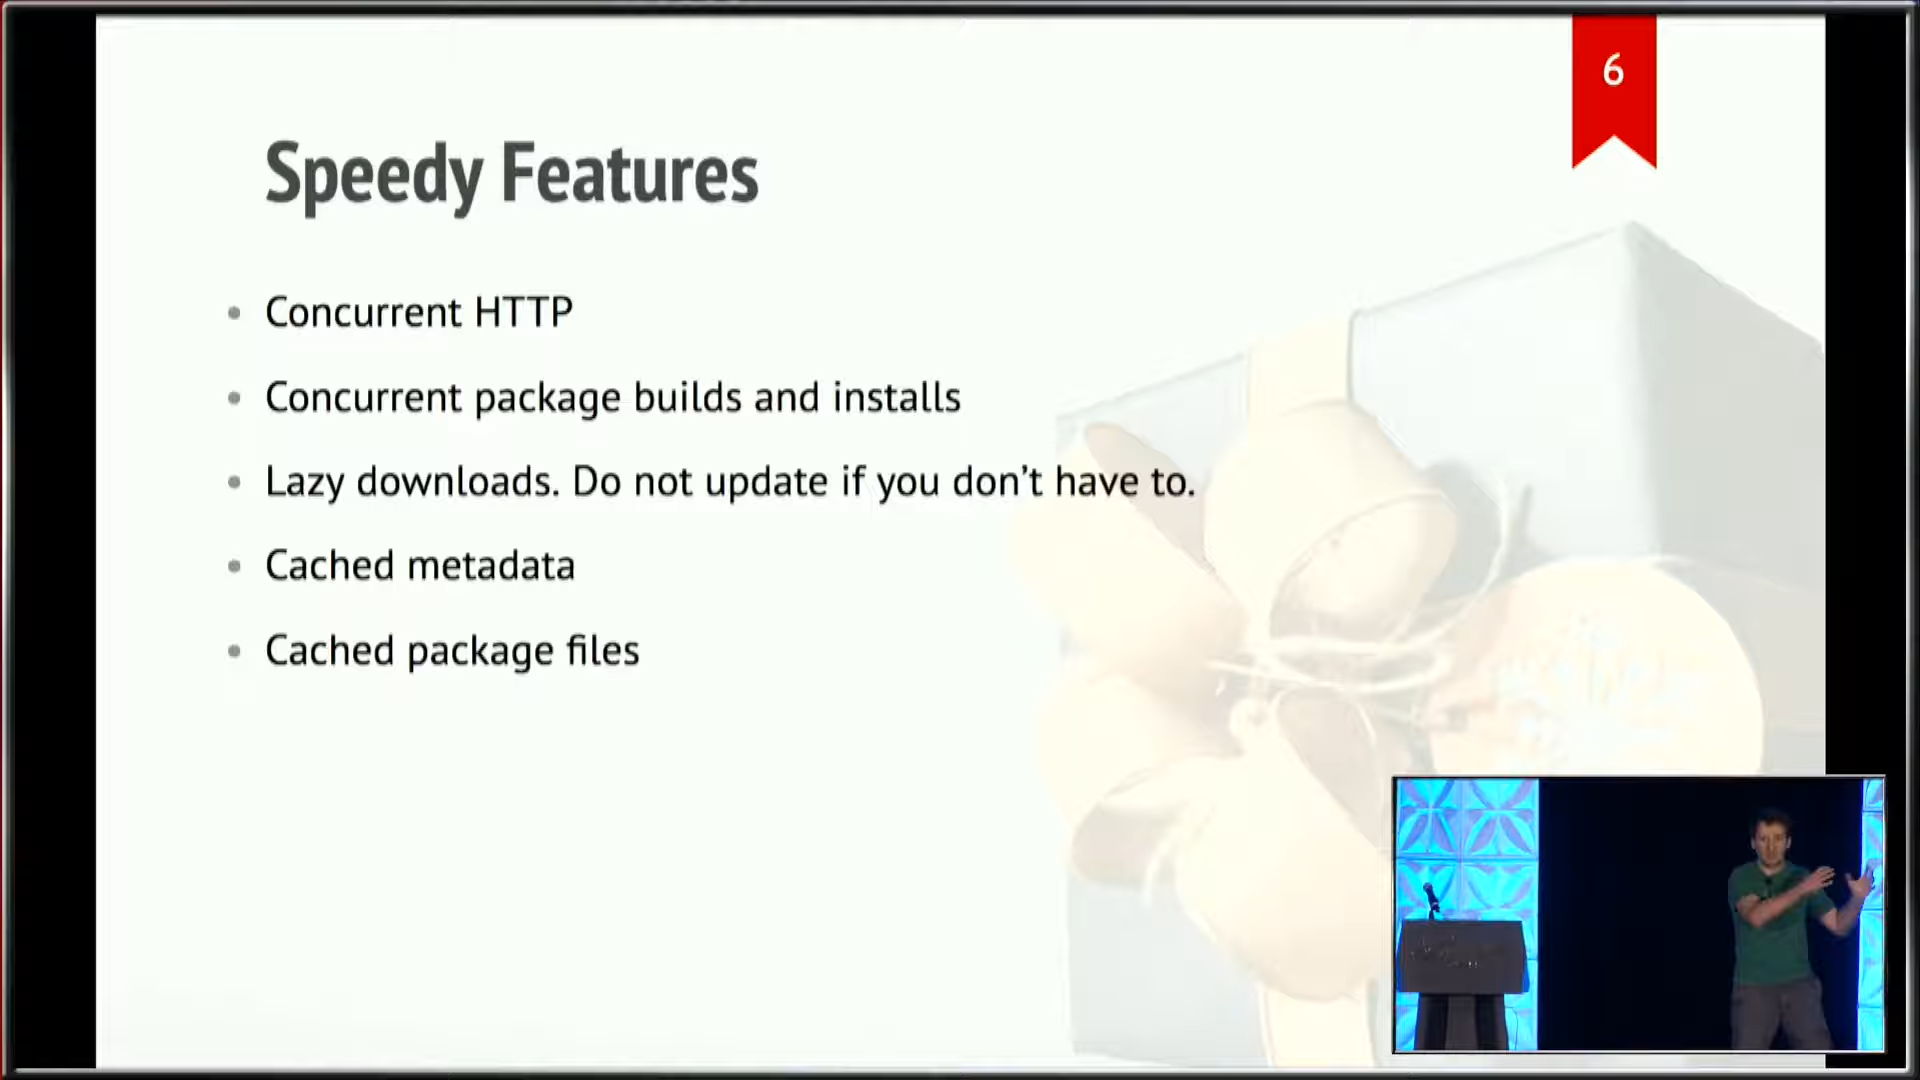 6
Speedy Features
Concurrent HTTP
Concurrent package builds and installs
Lazy downloads. Do not update if you don't have to.
Cached metadata
Cached package files